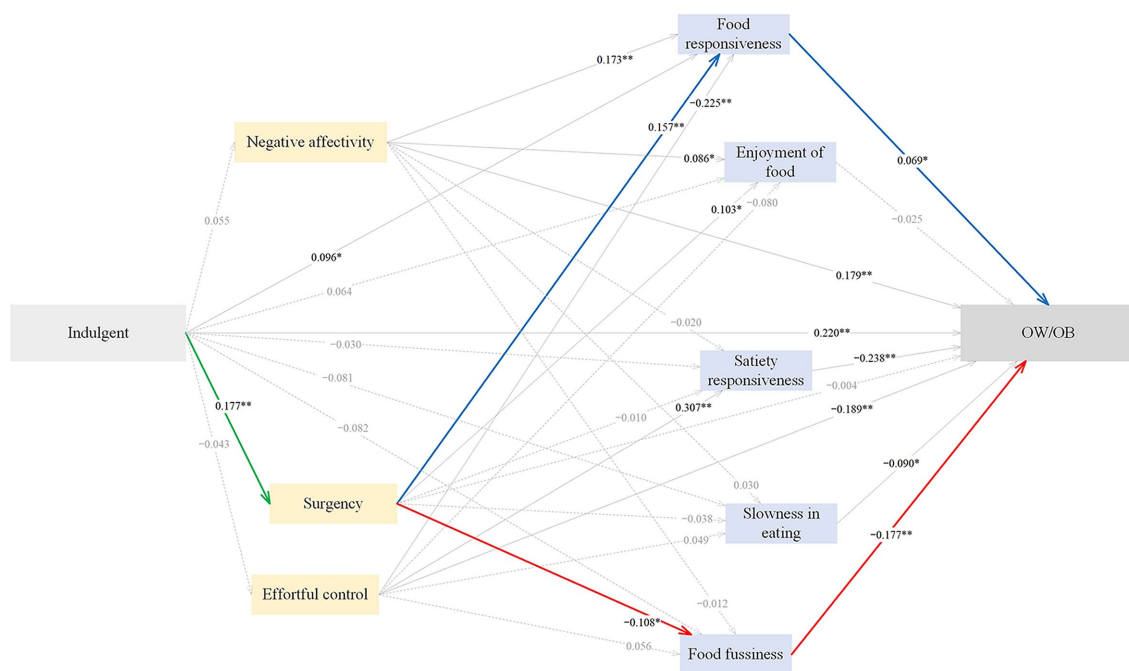 Food
responsiveness
0.173**
−0.225**
0.157**
Negative affectivity
0.086*
Enjoyment of
food
0.069*
−0.080
0.103*
−0.025
0.055
0.096*
0.179**
0.064
Indulgent
−0.020
0.220**
OW/OB
−0.030
Satiety
responsiveness
−0.238**
−0.081
−0.004
0.177**
0.307**
−0.010
−0.189**
−0.082
−0.043
−0.090*
0.030
Surgency
−0.038
Slowness in
eating
0.049
−0.177**
Effortful control
−0.012
−0.108*
0.056
Food fussiness